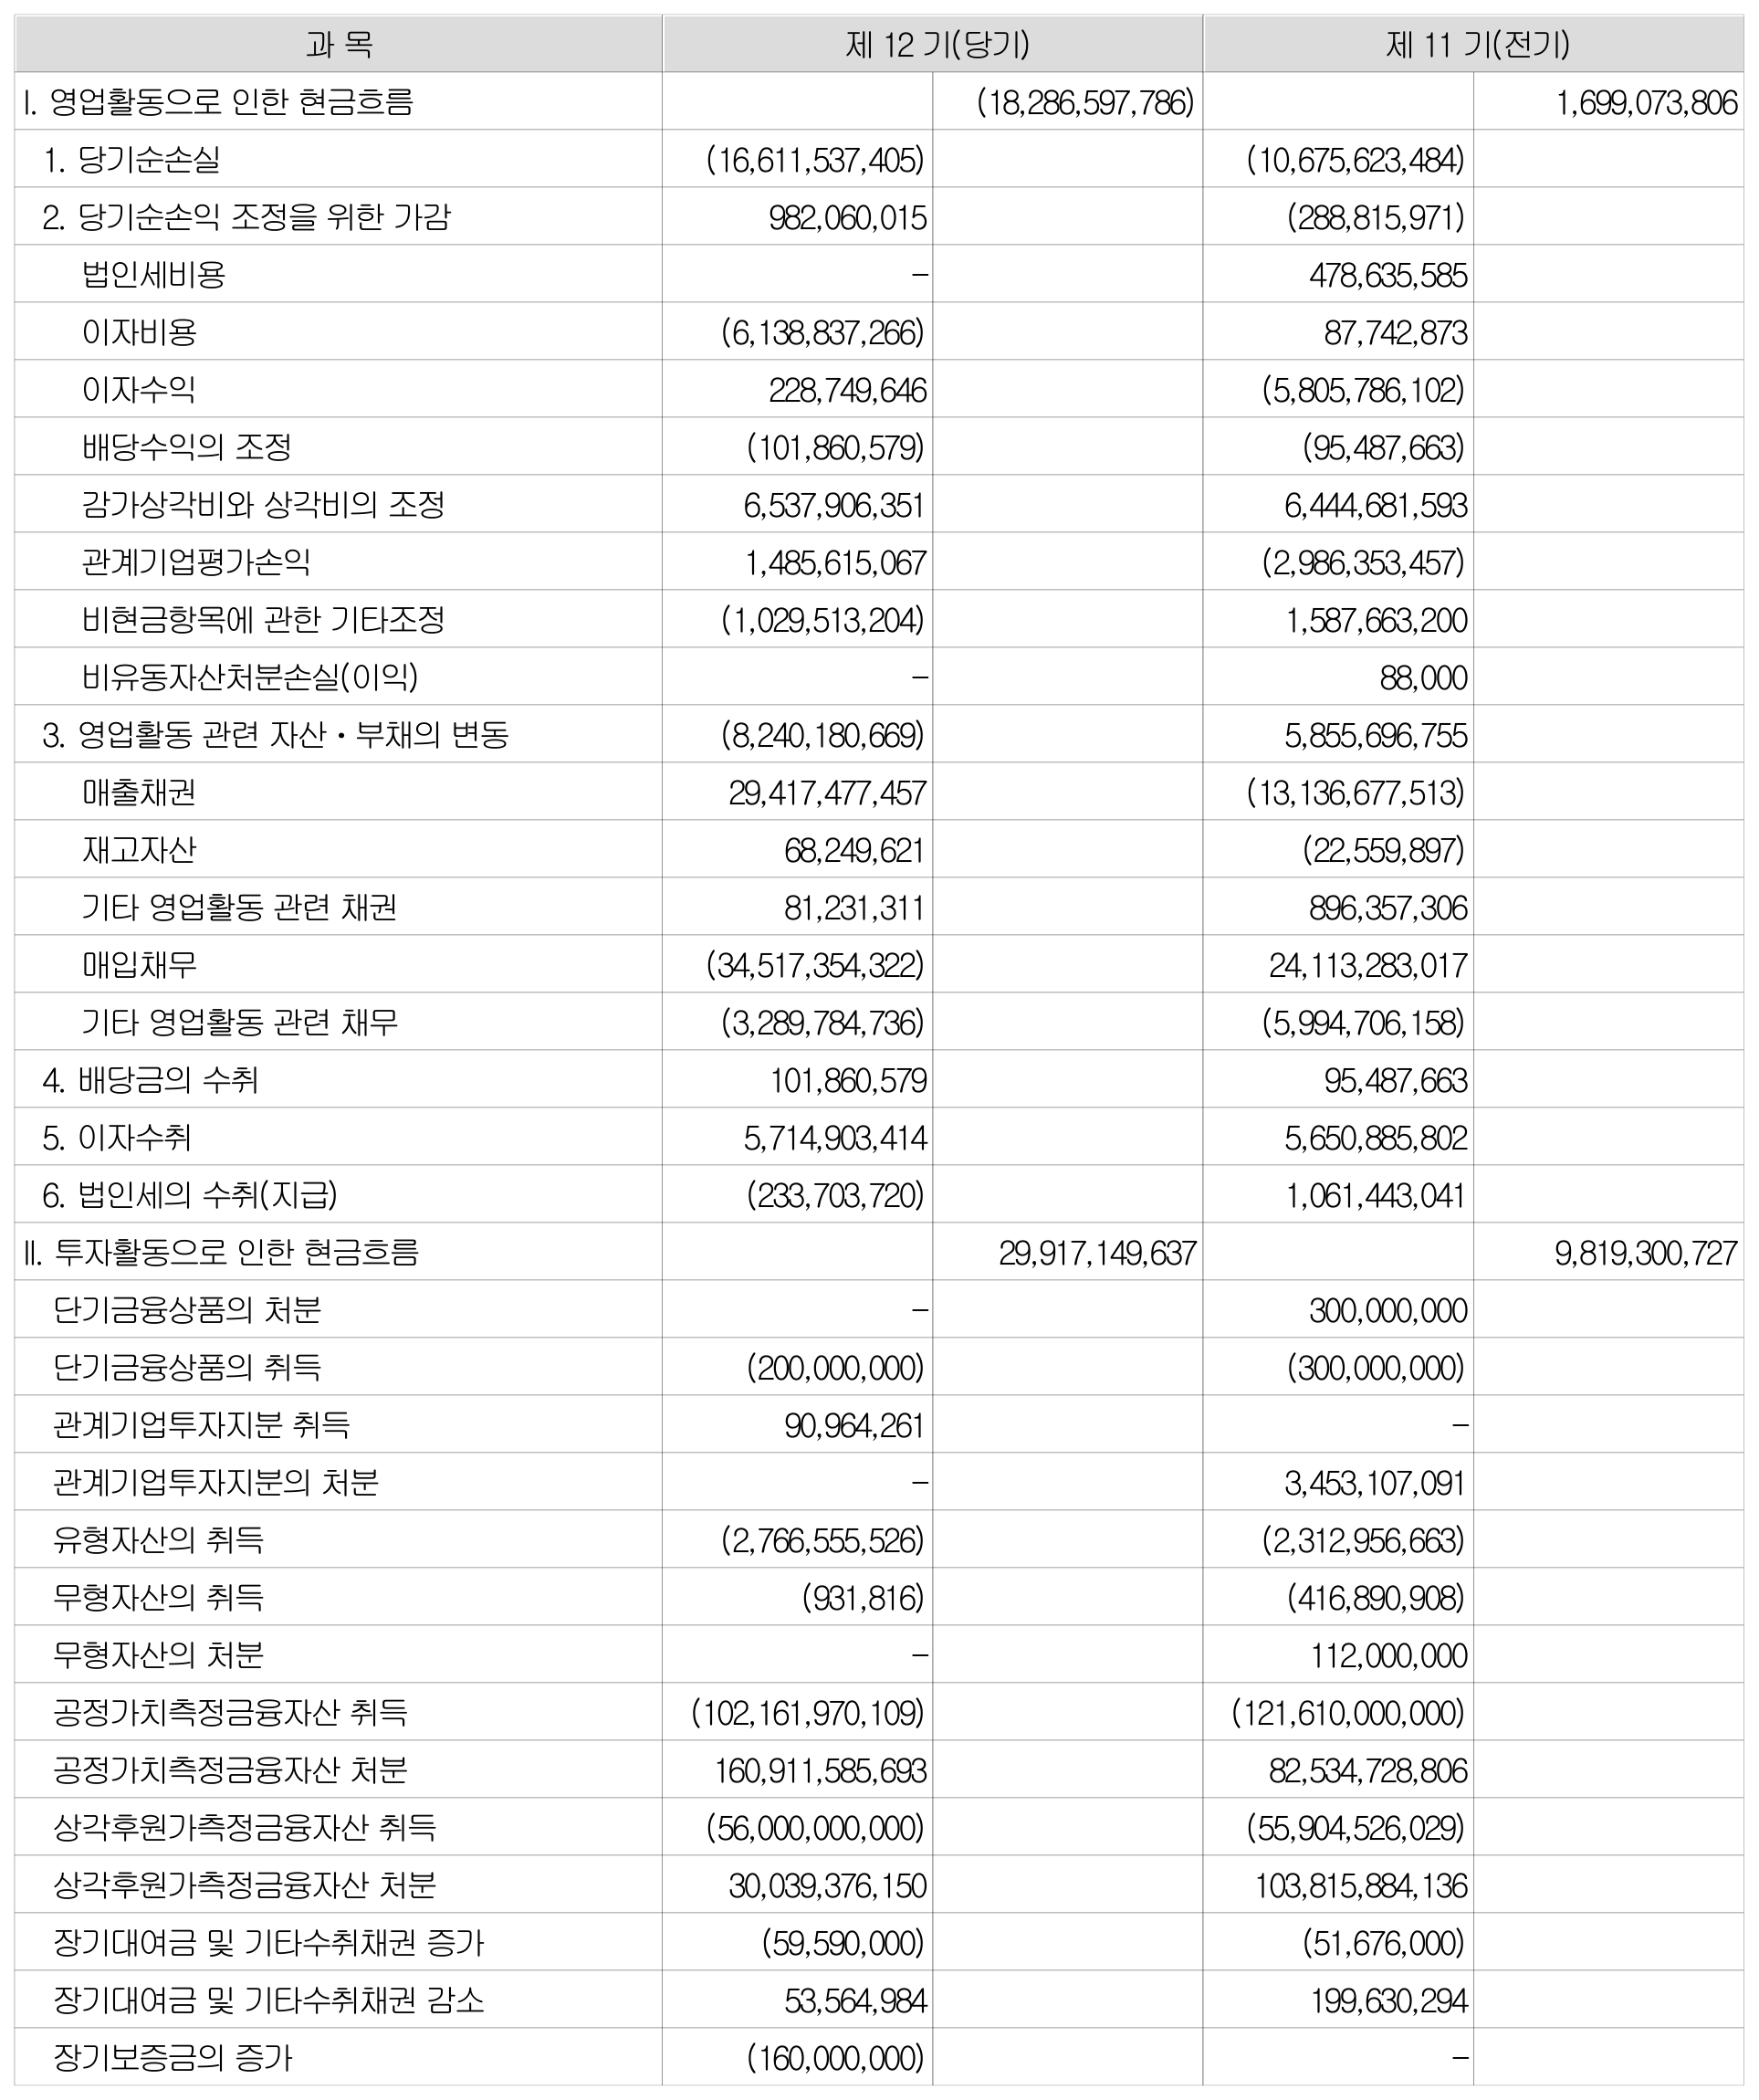 과 목 제 12 기(당기) 제 11 기(전기)
I. 영업활동으로 인한 현금흐름 (18,286,597,786) 1,699,073,806
1. 당기순손실 (16,611,537,405) (10,675,623,484)
2. 당기순손익 조정을 위한 가감 982,060,015 (288,815,971)
법인세비용 – 478,635,585
이자비용 (6,138,837,266) 87,742,873
이자수익 228,749,646 (5,805,786,102)
배당수익의 조정 (101,860,579) (95,487,663)
감가상각비와 상각비의 조정 6,537,906,351 6,444,681,593
관계기업평가손익 1,485,615,067 (2,986,353,457)
비현금항목에 관한 기타조정 (1,029,513,204) 1,587,663,200
비유동자산처분손실(이익) – 88,000
3. 영업활동 관련 자산·부채의 변동 (8,240,180,669) 5,855,696,755
매출채권 29,417,477,457 (13,136,677,513)
재고자산 68,249,621 (22,559,897)
기타 영업활동 관련 채권 81,231,311 896,357,306
매입채무 (34,517,354,322) 24,113,283,017
기타 영업활동 관련 채무 (3,289,784,736) (5,994,706,158)
4. 배당금의 수취 101,860,579 95,487,663
5. 이자수취 5,714,903,414 5,650,885,802
6. 법인세의 수취(지급) (233,703,720) 1,061,443,041
II. 투자활동으로 인한 현금흐름 29,917,149,637 9,819,300,727
단기금융상품의 처분 – 300,000,000
단기금융상품의 취득 (200,000,000) (300,000,000)
관계기업투자지분 취득 90,964,261 –
관계기업투자지분의 처분 – 3,453,107,091
유형자산의 취득 (2,766,555,526) (2,312,956,663)
무형자산의 취득 (931,816) (416,890,908)
무형자산의 처분 – 112,000,000
공정가치측정금융자산 취득 (102,161,970,109) (121,610,000,000)
공정가치측정금융자산 처분 160,911,585,693 82,534,728,806
상각후원가측정금융자산 취득 (56,000,000,000) (55,904,526,029)
상각후원가측정금융자산 처분 30,039,376,150 103,815,884,136
장기대여금 및 기타수취채권 증가 (59,590,000) (51,676,000)
장기대여금 및 기타수취채권 감소 53,564,984 199,630,294
장기보증금의 증가 (160,000,000) –